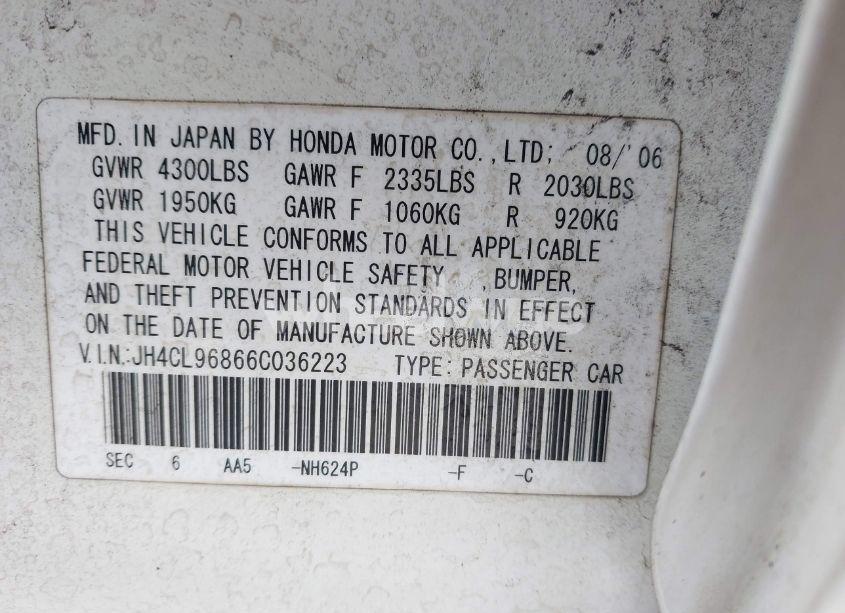 MFD. IN JAPAN BY HONDA MOTOR CO., LTD; 08/'06
GVWR 4300LBS GAWR F 2335LBS R 2030LBS
GVWR 1950KG GAWR F 1060KG R 920KG
THIS VEHICLE CONFORMS TO ALL APPLICABLE
FEDERAL MOTOR VEHICLE SAFETY , BUMPER,
AND THEFT PREVENTION STANDARDS IN EFFECT
ON THE DATE OF MANUFACTURE SHOWN ABOVE.
V.I.N.:JH4CL96866C036223 TYPE: PASSENGER CAR
SEC 6 AA5 -NH624P -F -C